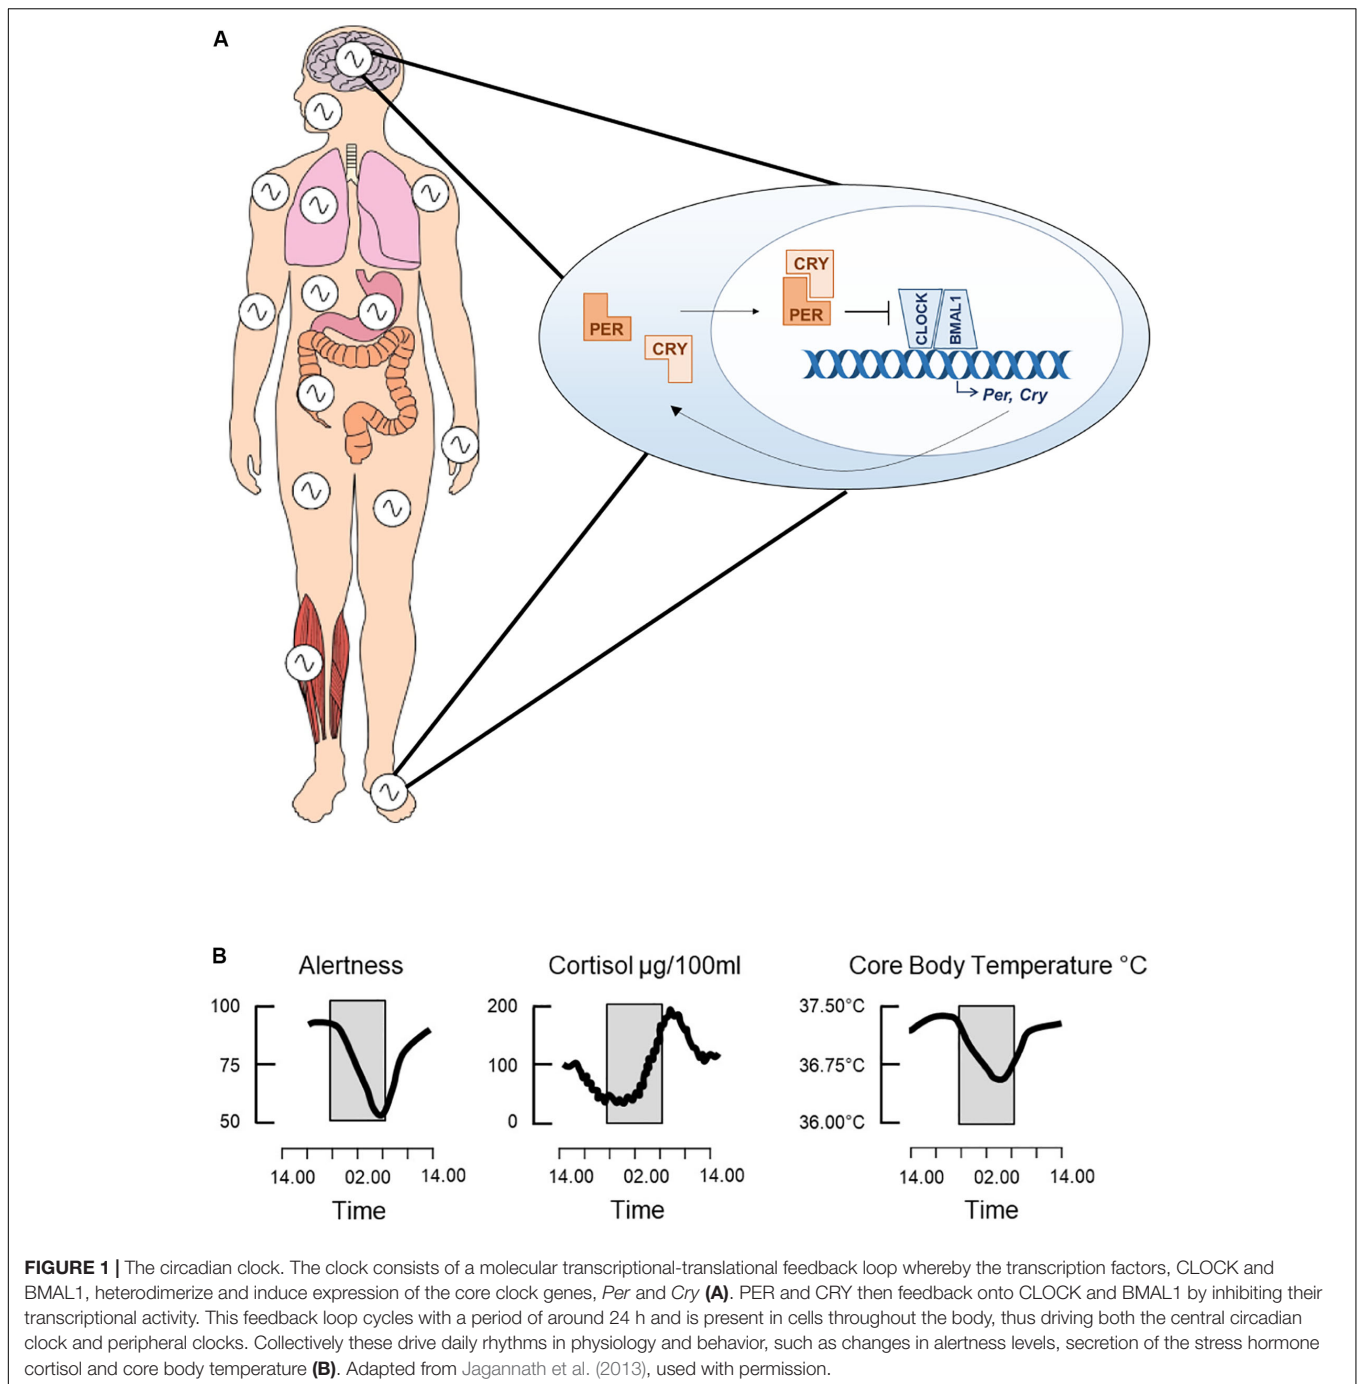 A
CRY
PER
PER
CRY
CLOCK
BMAL1
Per, Cry
B
Alertness
100
75
50
14.00 02.00 14.00
Time
Cortisol µg/100ml
200
100
0
14.00 02.00 14.00
Time
Core Body Temperature °C
37.50°C
36.75°C
36.00°C
14.00 02.00 14.00
Time
FIGURE 1 | The circadian clock. The clock consists of a molecular transcriptional-translational feedback loop whereby the transcription factors, CLOCK and
BMAL1, heterodimerize and induce expression of the core clock genes, Per and Cry (A). PER and CRY then feedback onto CLOCK and BMAL1 by inhibiting their
transcriptional activity. This feedback loop cycles with a period of around 24 h and is present in cells throughout the body, thus driving both the central circadian
clock and peripheral clocks. Collectively these drive daily rhythms in physiology and behavior, such as changes in alertness levels, secretion of the stress hormone
cortisol and core body temperature (B). Adapted from Jagannath et al. (2013), used with permission.